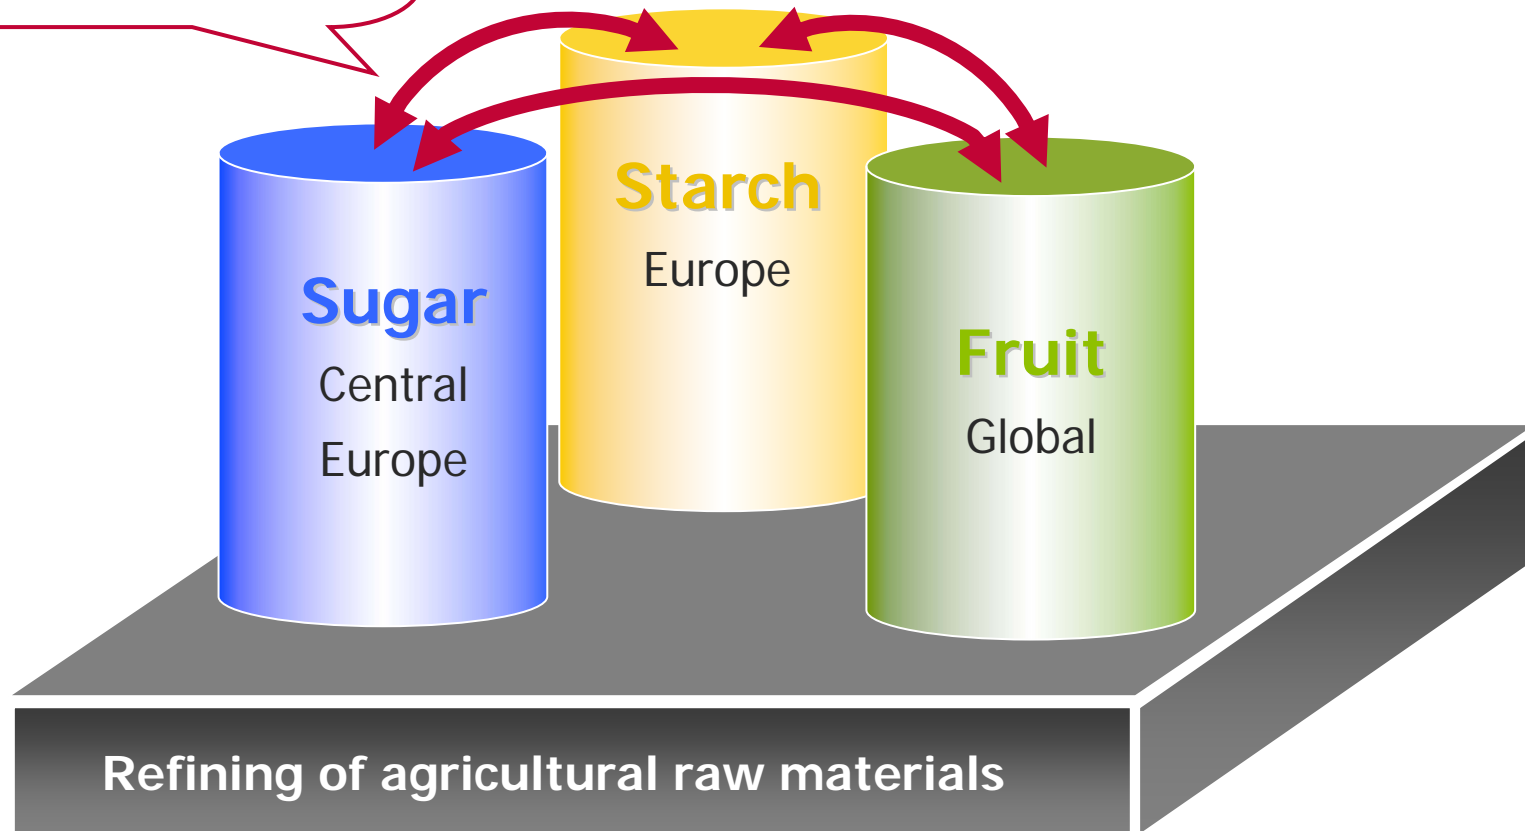 Sugar
Central
Europe
Starch
Europe
Fruit
Global
Refining of agricultural raw materials